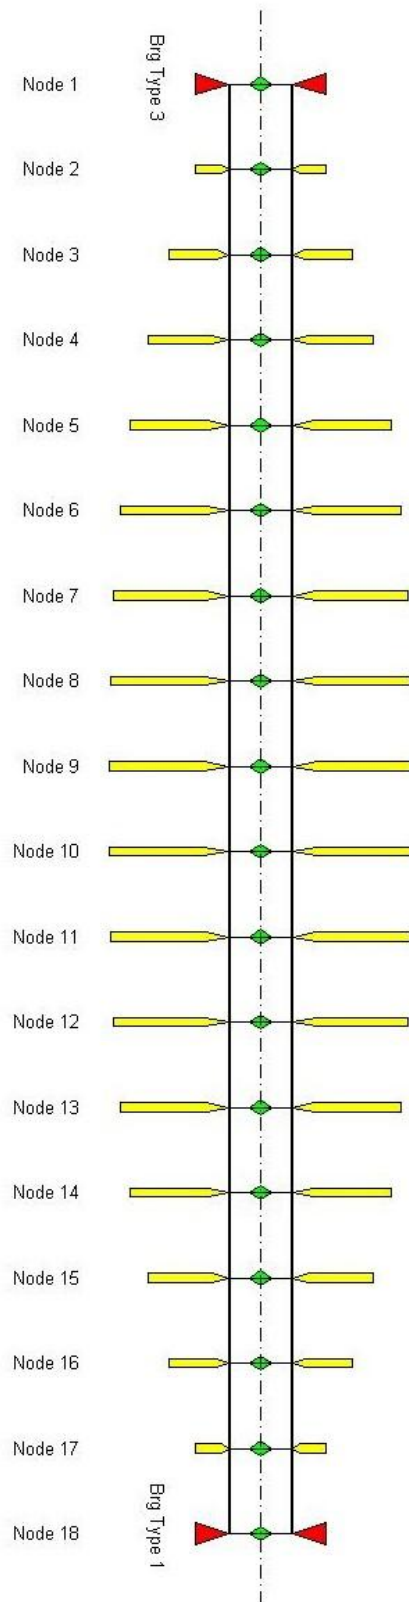 Node 1
Brg Type 3
Node 2
Node 3
Node 4
Node 5
Node 6
Node 7
Node 8
Node 9
Node 10
Node 11
Node 12
Node 13
Node 14
Node 15
Node 16
Node 17
Brg Type 1
Node 18